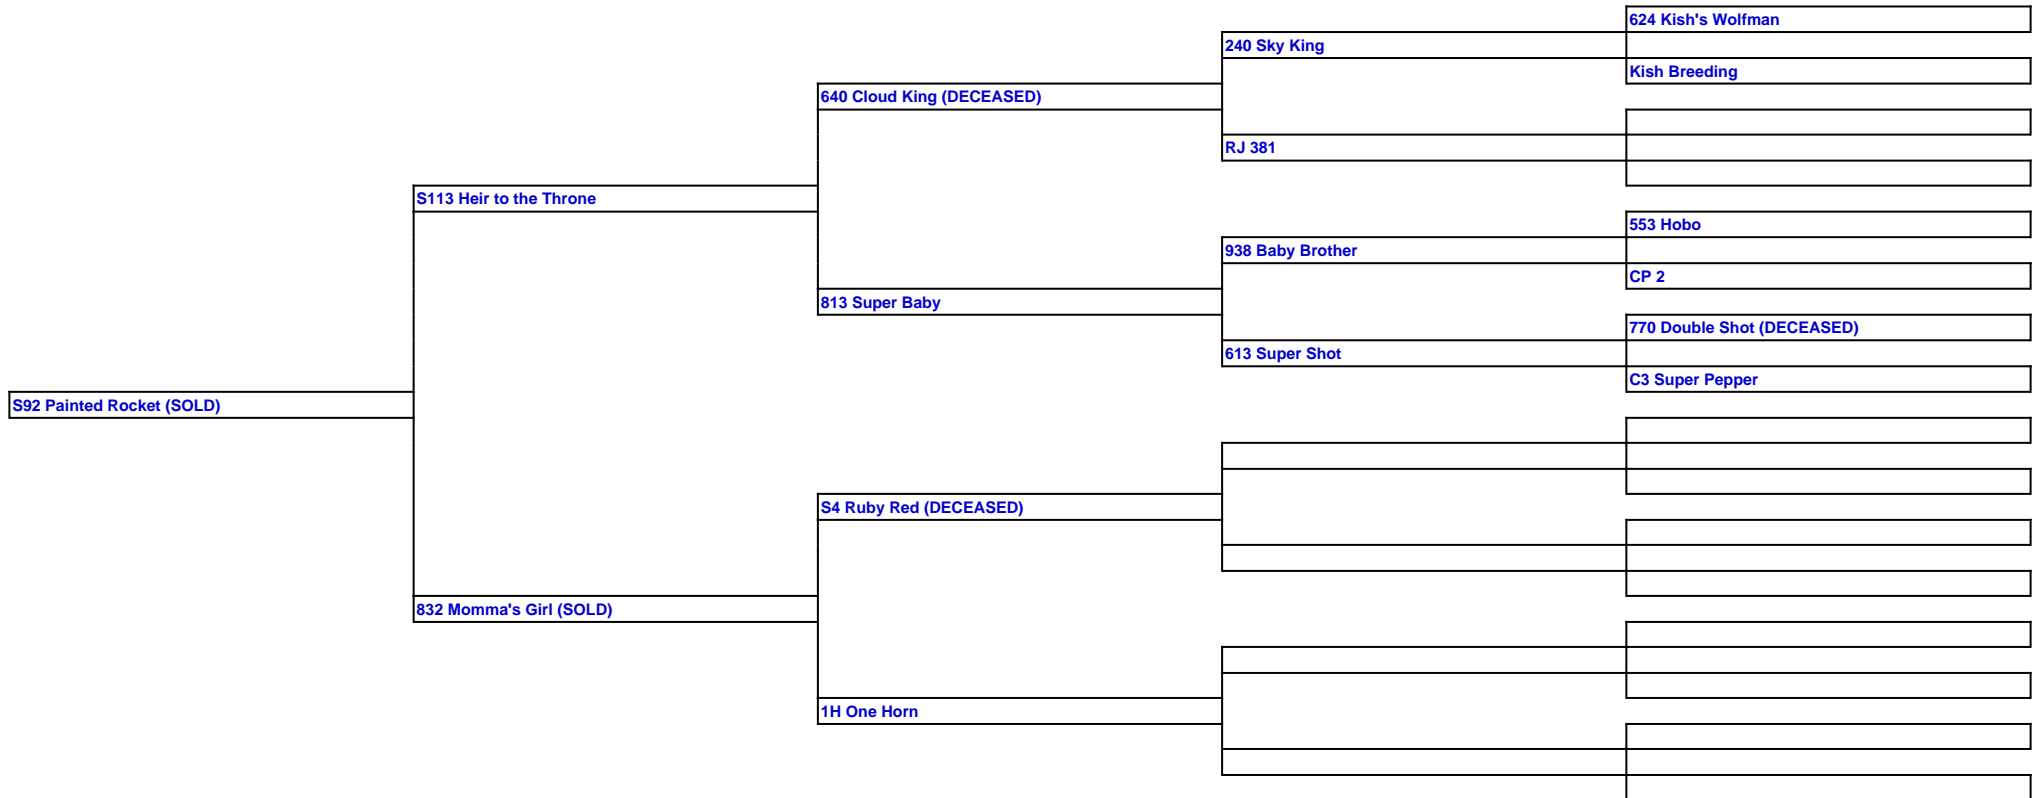 624 Kish's Wolfman
240 Sky King
Kish Breeding
640 Cloud King (DECEASED)
RJ 381
S113 Heir to the Throne
553 Hobo
938 Baby Brother
CP 2
813 Super Baby
770 Double Shot (DECEASED)
613 Super Shot
C3 Super Pepper
S92 Painted Rocket (SOLD)
S4 Ruby Red (DECEASED)
832 Momma's Girl (SOLD)
1H One Horn